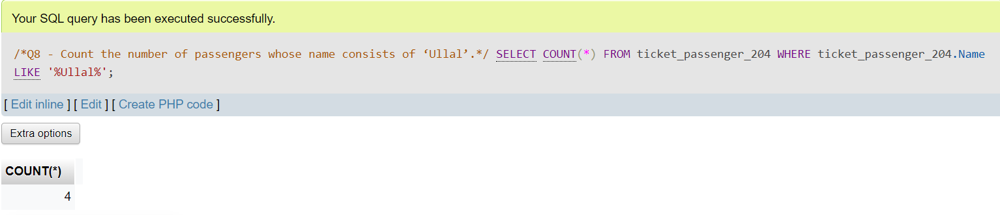 Your SQL query has been executed successfully.
/*Q8 - Count the number of passengers whose name consists of ‘Ullal’.*/ SELECT COUNT(*) FROM ticket_passenger_204 WHERE ticket_passenger_204.Name
LIKE '%Ullal%';
[ Edit inline ] [ Edit ] [ Create PHP code ]
Extra options
COUNT(*)
4